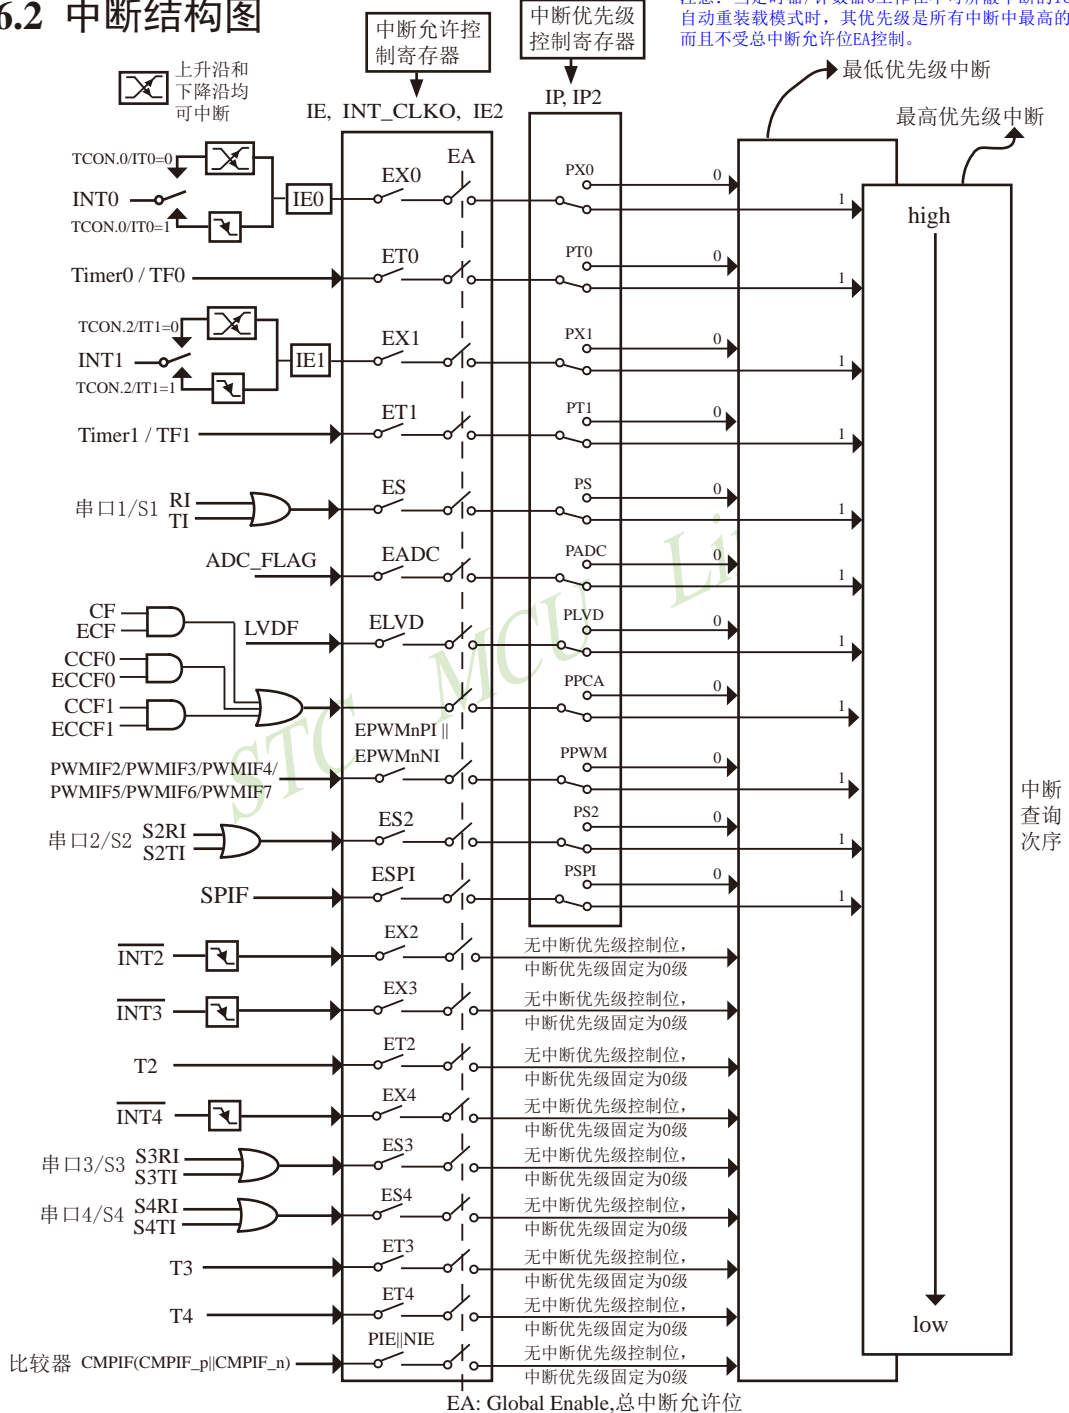 6.2 中断结构图
自动重装载模式时，其优先级是所有中断中最高的
而且不受总中断允许位EA控制。
中断允许控
制寄存器
中断优先级
控制寄存器
上升沿和
下降沿均
可中断
IE, INT_CLKO, IE2
IP, IP2
最低优先级中断
最高优先级中断
EA
TCON.0/IT0=0
INT0
TCON.0/IT0=1
IE0
EX0
PX0
0
1
high
Timer0 / TF0
ET0
PT0
0
1
TCON.2/IT1=0
INT1
TCON.2/IT1=1
IE1
EX1
PX1
0
1
Timer1 / TF1
ET1
PT1
0
1
串口1/S1
RI
TI
ES
PS
0
1
ADC_FLAG
EADC
PADC
0
1
CF
ECF
CCF0
ECCF0
CCF1
ECCF1
LVDF
ELVD
PLVD
0
1
PPCA
0
1
EPWMnPI ||
EPWMnNI
PWMIF2/PWMIF3/PWMIF4/
PWMIF5/PWMIF6/PWMIF7
PPWM
0
1
串口2/S2
S2RI
S2TI
ES2
PS2
0
1
SPIF
ESPI
PSPI
0
1
中断
查询
次序
INT2
EX2
无中断优先级控制位，
中断优先级固定为0级
INT3
EX3
无中断优先级控制位，
中断优先级固定为0级
T2
ET2
无中断优先级控制位，
中断优先级固定为0级
INT4
EX4
无中断优先级控制位，
中断优先级固定为0级
串口3/S3
S3RI
S3TI
ES3
无中断优先级控制位，
中断优先级固定为0级
串口4/S4
S4RI
S4TI
ES4
无中断优先级控制位，
中断优先级固定为0级
T3
ET3
无中断优先级控制位，
中断优先级固定为0级
T4
ET4
无中断优先级控制位，
中断优先级固定为0级
low
比较器 CMPIF(CMPIF_p||CMPIF_n)
PIE||NIE
无中断优先级控制位，
中断优先级固定为0级
EA: Global Enable,总中断允许位
STC MCU Li